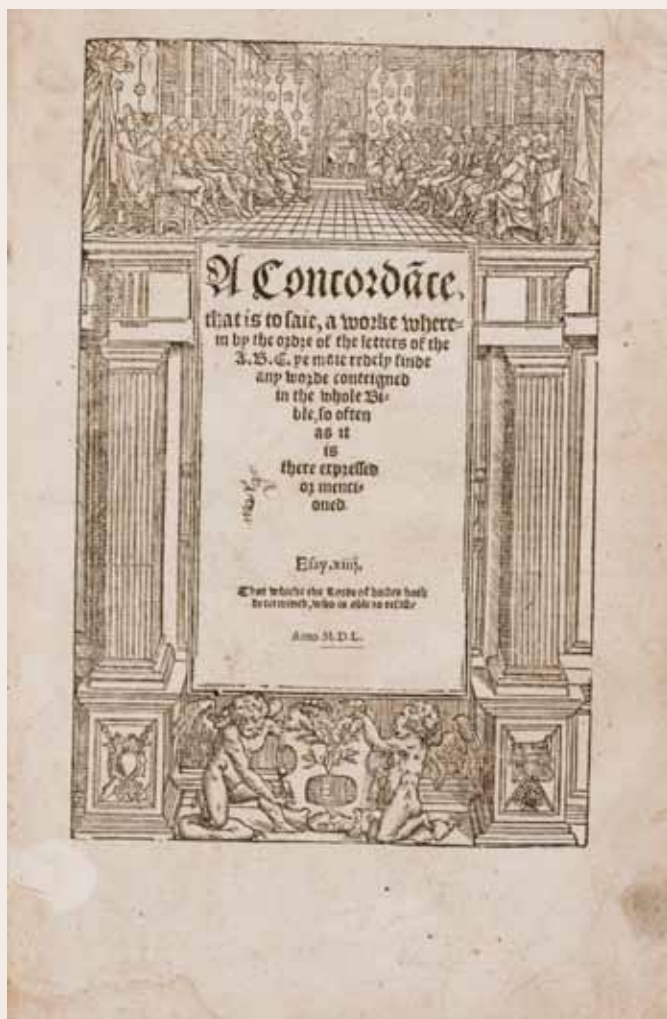 A Concordāce,
that is to saie, a worke where-
in by the ordre of the letters of the
A.B.C. ye maie redely finde
any worde conteigned
in the whole Bi-
ble, so often
as it
is
there expressed
or menti-
oned.
Esay.xiiij.
That whiche the Lorde of hostes hath
determined, who is able to
Anno M.D.L.